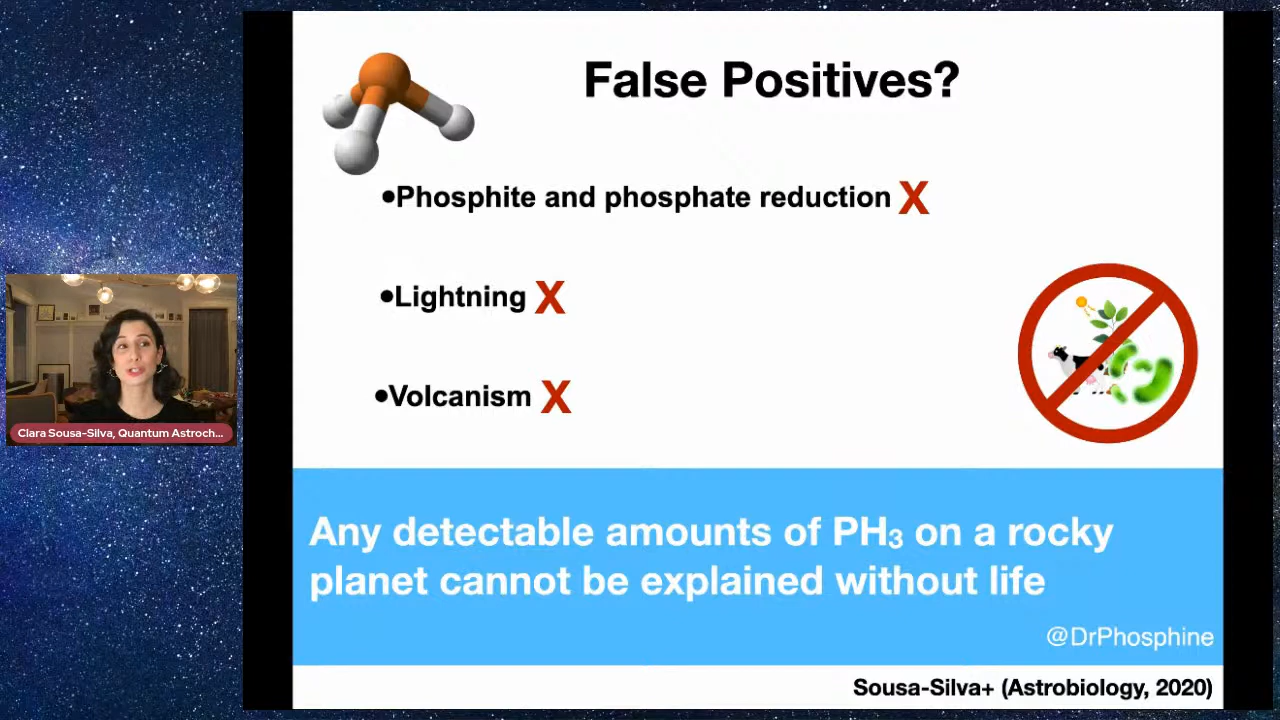 False Positives?
•Phosphite and phosphate reduction X
•Lightning X
•Volcanism X
Clara Sousa-Silva, Quantum Astroch...
Any detectable amounts of PH₃ on a rocky
planet cannot be explained without life
@DrPhosphine
Sousa-Silva+ (Astrobiology, 2020)